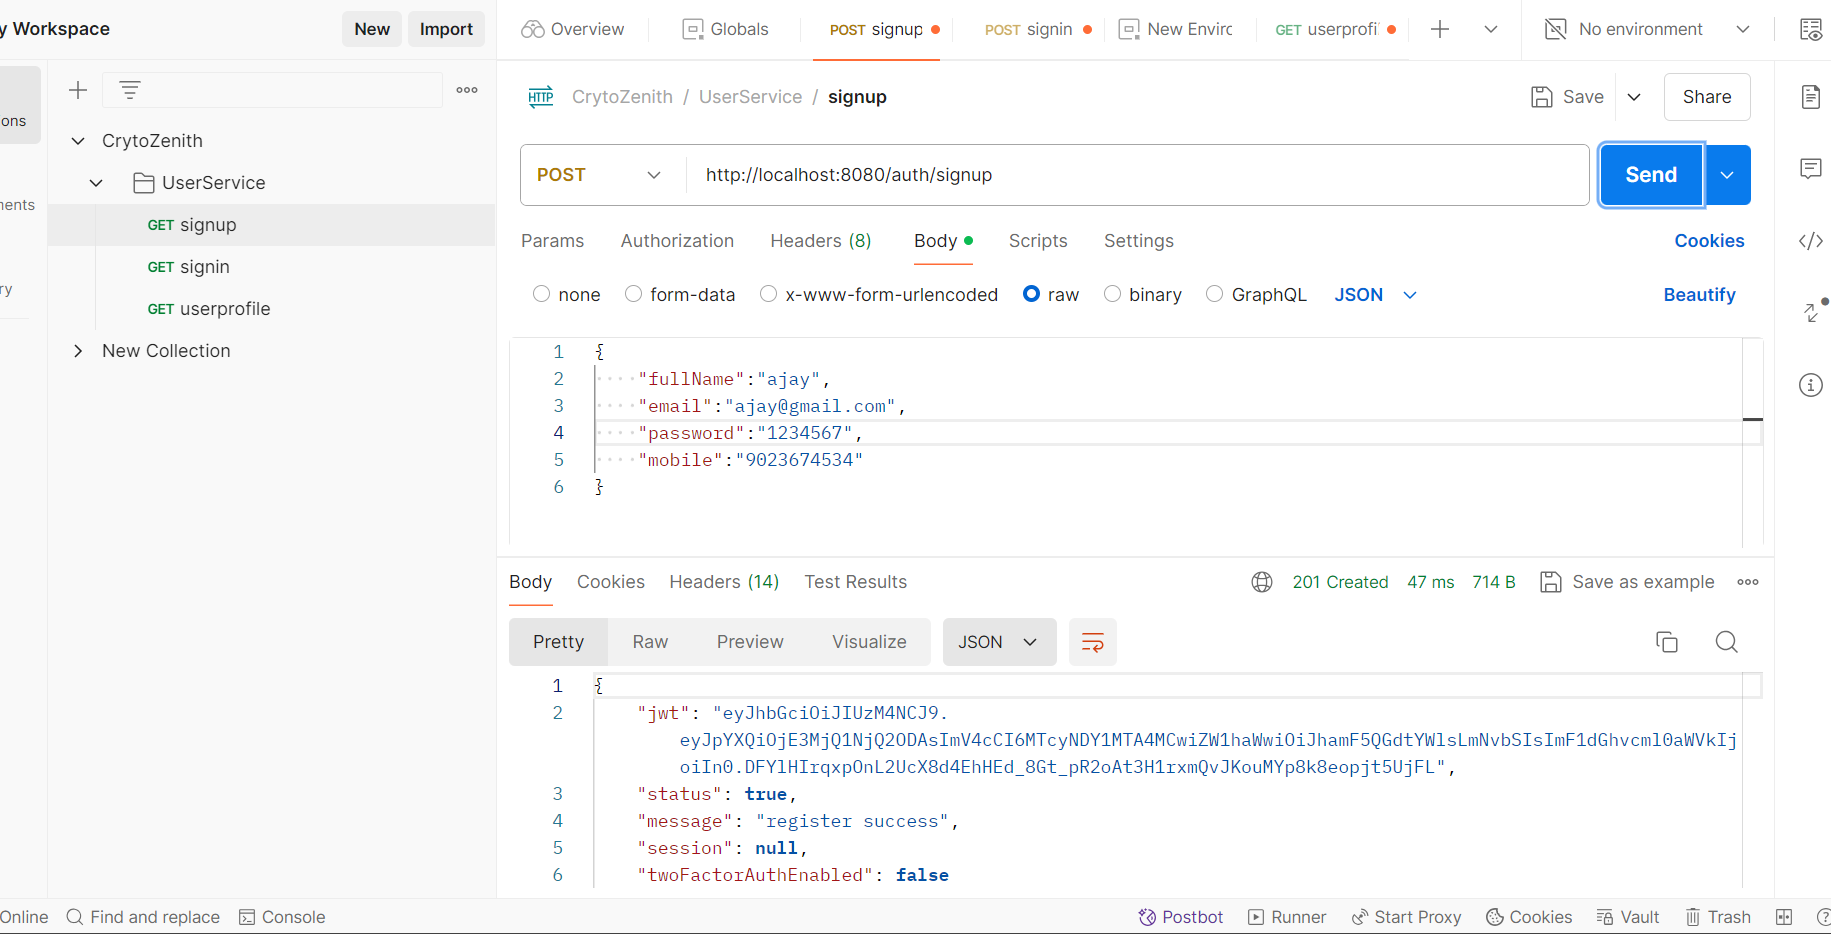 y Workspace
New
Import
Overview
Globals
POST signup
POST signin
New Enviro
GET userprofil
No environment
ons
nents
ry
CrytoZenith
UserService
GET signup
GET signin
GET userprofile
New Collection
HTTP
CrytoZenith / UserService / signup
Save
Share
POST
http://localhost:8080/auth/signup
Send
Params
Authorization
Headers (8)
Body
Scripts
Settings
Cookies
none
form-data
x-www-form-urlencoded
raw
binary
GraphQL
JSON
Beautify
1 {
2 ····"fullName":"ajay",
3 ····"email":"ajay@gmail.com",
4 ····"password":"1234567",
5 ····"mobile":"9023674534"
6 }
Body
Cookies
Headers (14)
Test Results
201 Created
47 ms
714 B
Save as example
Pretty
Raw
Preview
Visualize
JSON
1 {
2 "jwt": "eyJhbGciOiJIUzM4NCJ9.
eyJpYXQiOjE3MjQ1NjQ2ODAsImV4cCI6MTcyNDY1MTA4MCwiZW1haWwiOiJhamF5QGdtYWlsLmNvbSIsImF1dGhvcml0aWVkIj
oiIn0.DFYlHIrqxpOnL2UcX8d4EhHEd_8Gt_pR2oAt3H1rxmQvJKouMYp8k8eopjt5UjFL",
3 "status": true,
4 "message": "register success",
5 "session": null,
6 "twoFactorAuthEnabled": false
Online
Find and replace
Console
Postbot
Runner
Start Proxy
Cookies
Vault
Trash